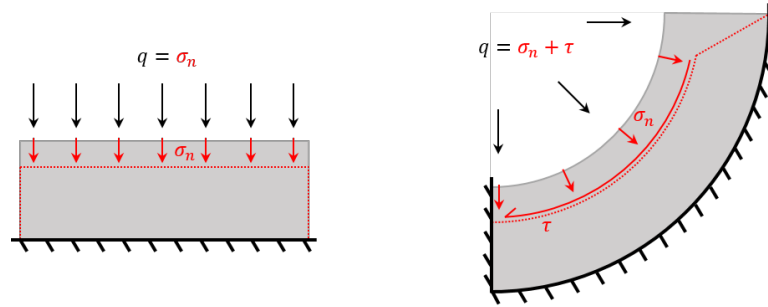 q = σₙ
σₙ
q = σₙ + τ
σₙ
τ